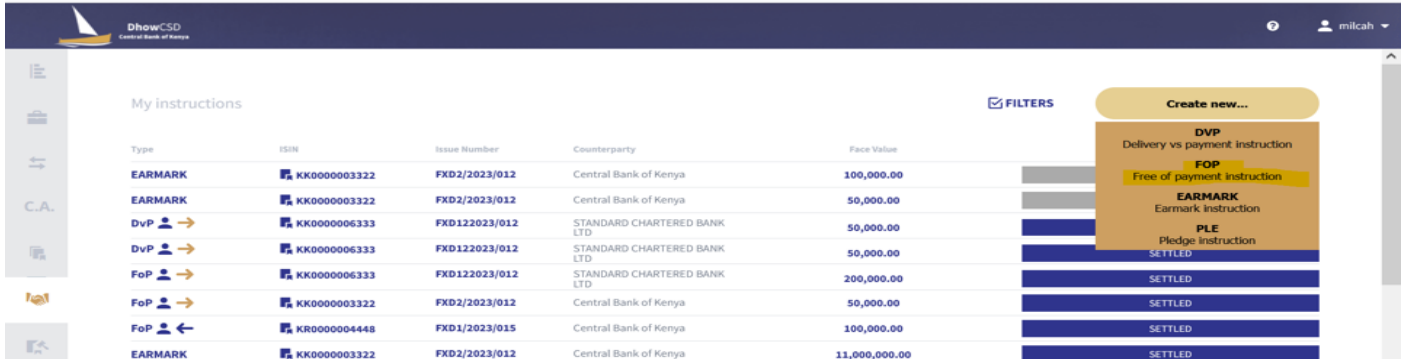 DhowCSD
Central Bank of Kenya
milcah
C.A.
My instructions
FILTERS
Create new...
DVP
Delivery vs payment instruction
FOP
Free of payment instruction
EARMARK
Earmark instruction
PLE
Pledge instruction
Type ISIN Issue Number Counterparty Face Value
EARMARK KK0000003322 FXD2/2023/012 Central Bank of Kenya 100,000.00
EARMARK KK0000003322 FXD2/2023/012 Central Bank of Kenya 50,000.00
DvP KK0000006333 FXD122023/012 STANDARD CHARTERED BANK LTD 50,000.00
DvP KK0000006333 FXD122023/012 STANDARD CHARTERED BANK LTD 50,000.00 SETTLED
FoP KK0000006333 FXD122023/012 STANDARD CHARTERED BANK LTD 200,000.00 SETTLED
FoP KK0000003322 FXD2/2023/012 Central Bank of Kenya 50,000.00 SETTLED
FoP KR0000004448 FXD1/2023/015 Central Bank of Kenya 100,000.00 SETTLED
EARMARK KK0000003322 FXD2/2023/012 Central Bank of Kenya 11,000,000.00 SETTLED